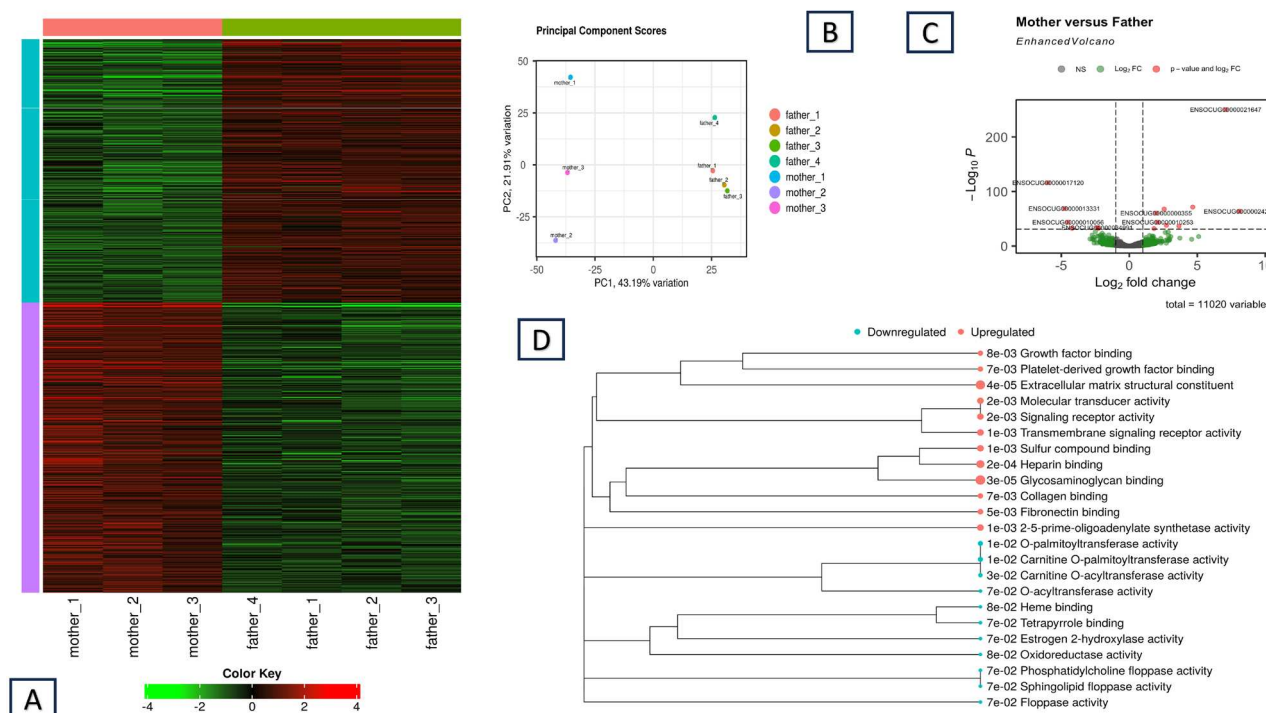 mother_1
mother_2
mother_3
father_4
father_1
father_2
father_3
Color Key
-4 -2 0 2 4
A
Principal Component Scores
B
50
25
0
-25
-50 -25 0 25
PC2, 21.91% variation
PC1, 43.19% variation
mother_1
father_4
mother_3
father_1
father_2
father_3
mother_2
father_1
father_2
father_3
father_4
mother_1
mother_2
mother_3
C
Mother versus Father
EnhancedVolcano
NS Log2 FC p – value and log2 FC
ENSOCUG00000021647
ENSOCUG00000017120
ENSOCUG00000013331
ENSOCUG00000000355
ENSOCUG00000010056
ENSOCUG00000010253
200
100
0
– Log10 P
-5 0 5 10
Log2 fold change
total = 11020 variable
D
Downregulated Upregulated
8e-03 Growth factor binding
7e-03 Platelet-derived growth factor binding
4e-05 Extracellular matrix structural constituent
2e-03 Molecular transducer activity
2e-03 Signaling receptor activity
1e-03 Transmembrane signaling receptor activity
1e-03 Sulfur compound binding
2e-04 Heparin binding
3e-05 Glycosaminoglycan binding
7e-03 Collagen binding
5e-03 Fibronectin binding
1e-03 2-5-prime-oligoadenylate synthetase activity
1e-02 O-palmitoyltransferase activity
1e-02 Carnitine O-palmitoyltransferase activity
3e-02 Carnitine O-acyltransferase activity
7e-02 O-acyltransferase activity
8e-02 Heme binding
7e-02 Tetrapyrrole binding
7e-02 Estrogen 2-hydroxylase activity
8e-02 Oxidoreductase activity
7e-02 Phosphatidylcholine floppase activity
7e-02 Sphingolipid floppase activity
7e-02 Floppase activity